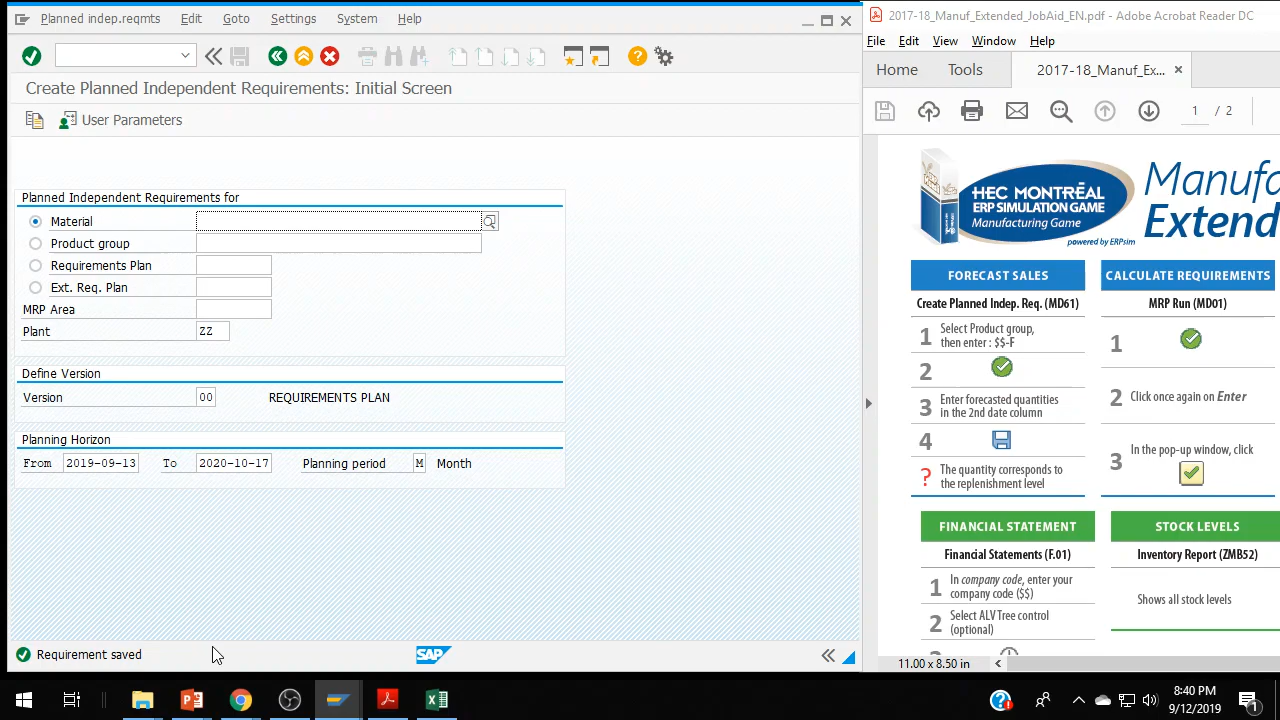 Planned indep.reqmts Edit Goto Settings System Help
Create Planned Independent Requirements: Initial Screen
User Parameters
Planned Independent Requirements for
Material
Product group
Requirements Plan
Ext. Req. Plan
MRP Area
Plant ZZ
Define Version
Version 00 REQUIREMENTS PLAN
Planning Horizon
From 2019-09-13 To 2020-10-17 Planning period M Month
Requirement saved
SAP
2017-18_Manuf_Extended_JobAid_EN.pdf - Adobe Acrobat Reader DC
File Edit View Window Help
Home Tools 2017-18_Manuf_Ex... ×
1 / 2
HEC MONTRÉAL
ERP SIMULATION GAME
Manufacturing Game
powered by ERPsim
Manufa
Extend
FORECAST SALES
Create Planned Indep. Req. (MD61)
1 Select Product group,
then enter : $$-F
2
3 Enter forecasted quantities
in the 2nd date column
4
? The quantity corresponds to
the replenishment level
CALCULATE REQUIREMENTS
MRP Run (MD01)
1
2 Click once again on Enter
3 In the pop-up window, click
FINANCIAL STATEMENT
Financial Statements (F.01)
1 In company code, enter your
company code ($$)
2 Select ALV Tree control
(optional)
STOCK LEVELS
Inventory Report (ZMB52)
Shows all stock levels
11.00 x 8.50 in
8:40 PM
9/12/2019
1